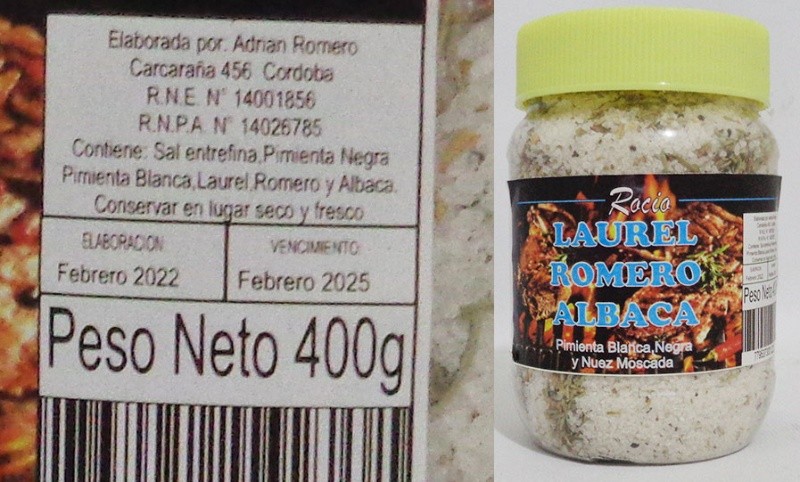 Elaborada por: Adrian Romero
Carcaraña 456 Cordoba
R.N.E. N° 14001856
R.N.P.A. N° 14026785
Contiene: Sal entrefina,Pimienta Negra
Pimienta Blanca,Laurel,Romero y Albaca.
Conservar en lugar seco y fresco
ELABORACION
Febrero 2022
VENCIMIENTO
Febrero 2025
Peso Neto 400g
Rocio
LAUREL
ROMERO
ALBACA
Pimienta Blanca,Negra
y Nuez Moscada
Peso Neto